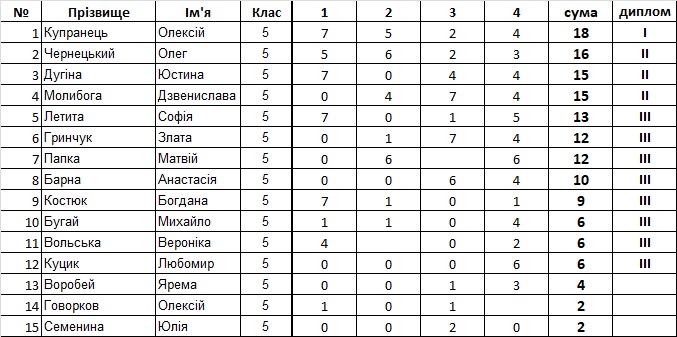 № Прізвище Ім'я Клас 1 2 3 4 сума диплом
1 Купранець Олексій 5 7 5 2 4 18 I
2 Чернецький Олег 5 5 6 2 3 16 II
3 Дугіна Юстина 5 7 0 4 4 15 II
4 Молибога Дзвенислава 5 0 4 7 4 15 II
5 Летита Софія 5 7 0 1 5 13 III
6 Гринчук Злата 5 0 1 7 4 12 III
7 Папка Матвій 5 0 6 6 12 III
8 Барна Анастасія 5 0 0 6 4 10 III
9 Костюк Богдана 5 7 1 0 1 9 III
10 Бугай Михайло 5 1 1 0 4 6 III
11 Вольська Вероніка 5 4 0 2 6 III
12 Куцик Любомир 5 0 0 0 6 6 III
13 Воробей Ярема 5 0 0 1 3 4
14 Говорков Олексій 5 1 0 1 2
15 Семенина Юлія 5 0 0 2 0 2